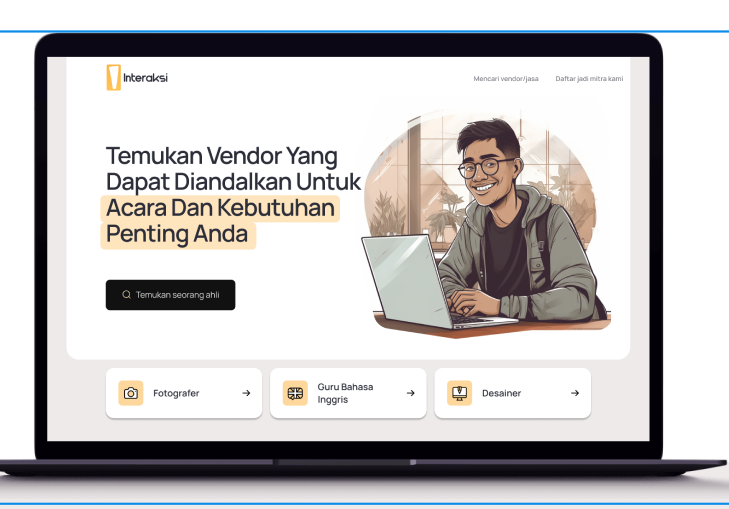 Interaksi
Mencari vendor/jasa
Daftar jadi mitra kami
Temukan Vendor Yang
Dapat Diandalkan Untuk
Acara Dan Kebutuhan
Penting Anda
Temukan seorang ahli
Fotografer
Guru Bahasa
Inggris
Desainer